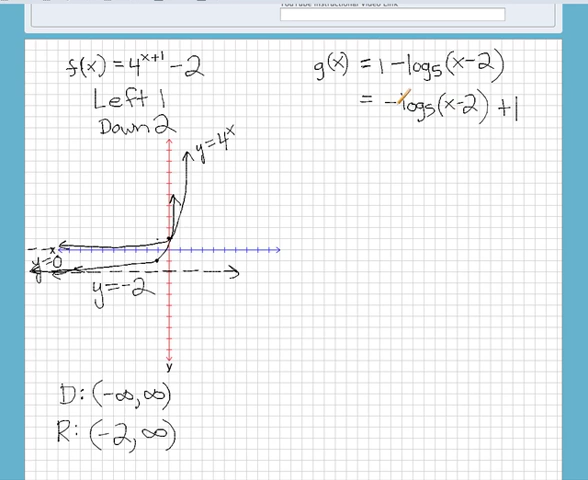 YouTube Instructional Video Link
f(x) = 4^{x+1} - 2
Left 1
Down 2
y = 4^x
x
y = 0
y = -2
y
D: (-∞, ∞)
R: (-2, ∞)
g(x) = 1 - log₅(x-2)
= -log₅(x-2) + 1